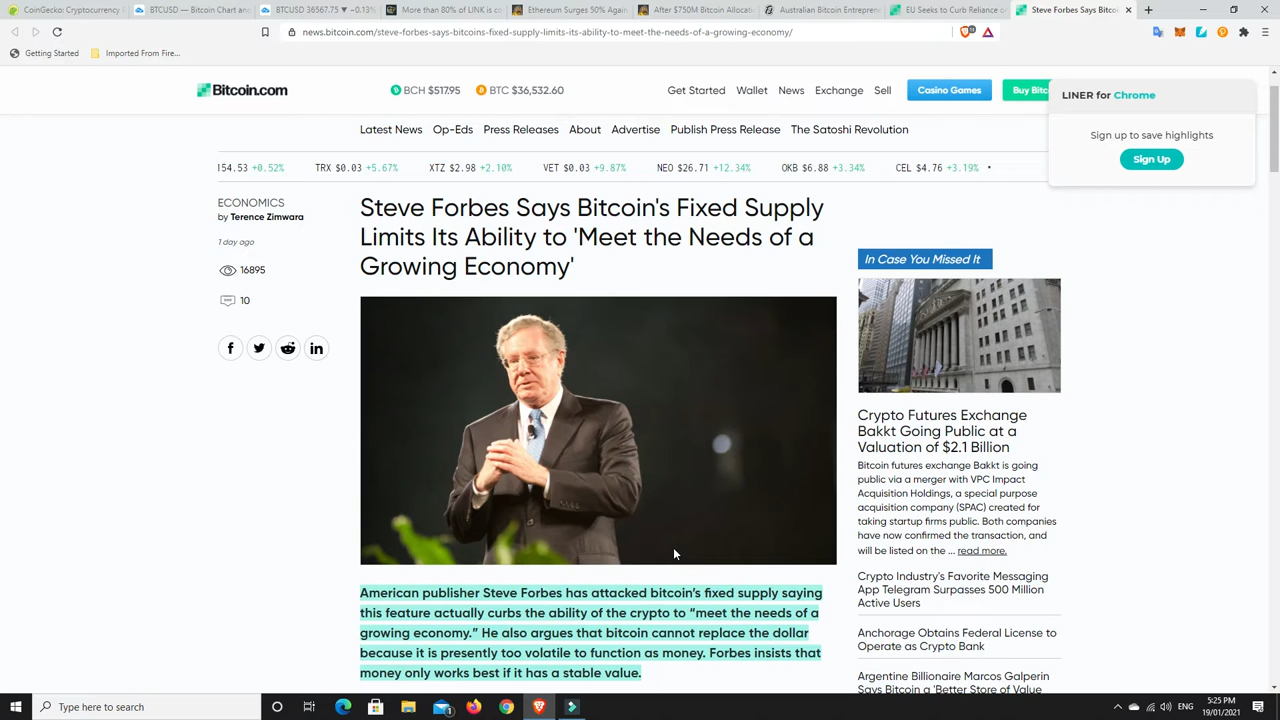 CoinGecko: Cryptocurrency Pric
BTCUSD — Bitcoin Chart and
BTCUSD 36567.75 ▼ −0.13%
More than 80% of LINK is co
Ethereum Surges 50% Again
After $750M Bitcoin Allocati
Australian Bitcoin Entreprene
EU Seeks to Curb Reliance o
Steve Forbes Says Bitcoi
news.bitcoin.com/steve-forbes-says-bitcoins-fixed-supply-limits-its-ability-to-meet-the-needs-of-a-growing-economy/
Getting Started
Imported From Fire...
Bitcoin.com
BCH $517.95
BTC $36,532.60
Get Started
Wallet
News
Exchange
Sell
Casino Games
Buy Bitc
LINER for Chrome
Sign up to save highlights
Sign Up
Latest News
Op-Eds
Press Releases
About
Advertise
Publish Press Release
The Satoshi Revolution
154.53 +0.52%
TRX $0.03 +5.67%
XTZ $2.98 +2.10%
VET $0.03 +9.87%
NEO $26.71 +12.34%
OKB $6.88 +3.34%
CEL $4.76 +3.19%
ECONOMICS
by Terence Zimwara
1 day ago
16895
10
Steve Forbes Says Bitcoin's Fixed Supply
Limits Its Ability to 'Meet the Needs of a
Growing Economy'
American publisher Steve Forbes has attacked bitcoin's fixed supply saying
this feature actually curbs the ability of the crypto to “meet the needs of a
growing economy.” He also argues that bitcoin cannot replace the dollar
because it is presently too volatile to function as money. Forbes insists that
money only works best if it has a stable value.
In Case You Missed It
Crypto Futures Exchange
Bakkt Going Public at a
Valuation of $2.1 Billion
Bitcoin futures exchange Bakkt is going
public via a merger with VPC Impact
Acquisition Holdings, a special purpose
acquisition company (SPAC) created for
taking startup firms public. Both companies
have now confirmed the transaction, and
will be listed on the ... read more.
Crypto Industry's Favorite Messaging
App Telegram Surpasses 500 Million
Active Users
Anchorage Obtains Federal License to
Operate as Crypto Bank
Argentine Billionaire Marcos Galperin
Says Bitcoin a 'Better Store of Value
Type here to search
ENG
5:25 PM
19/01/2021